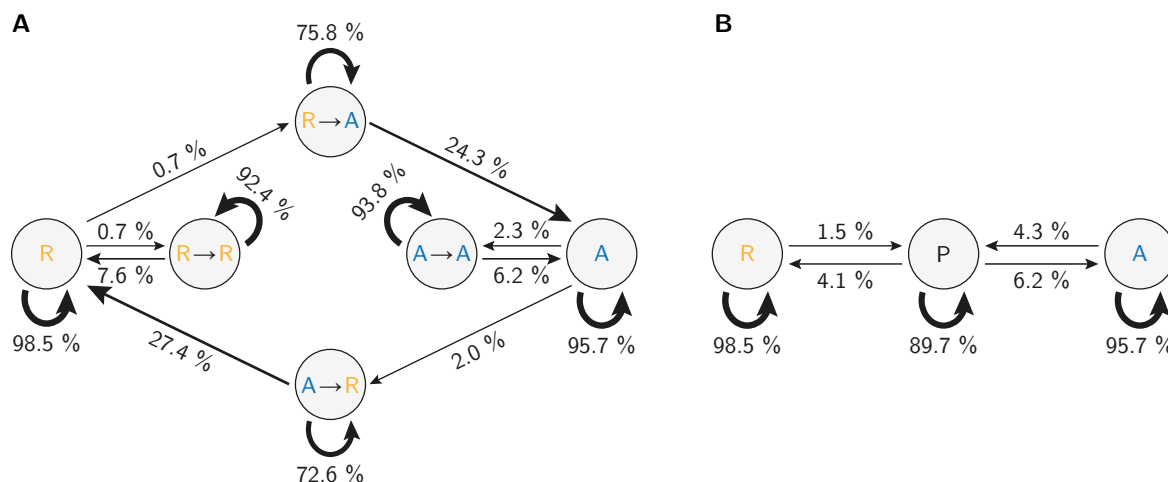 A
75.8 %
R→A
0.7 %
24.3 %
92.4 %
93.8 %
R
0.7 %
7.6 %
R→R
A→A
2.3 %
6.2 %
A
98.5 %
95.7 %
27.4 %
2.0 %
A→R
72.6 %
B
R
1.5 %
4.1 %
P
4.3 %
6.2 %
A
98.5 %
89.7 %
95.7 %